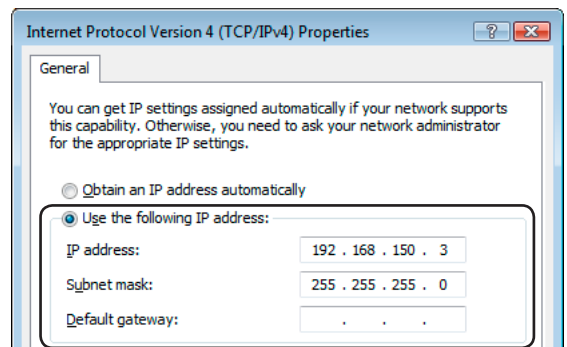 Internet Protocol Version 4 (TCP/IPv4) Properties
General
You can get IP settings assigned automatically if your network supports
this capability. Otherwise, you need to ask your network administrator
for the appropriate IP settings.
Obtain an IP address automatically
Use the following IP address:
IP address: 192 . 168 . 150 . 3
Subnet mask: 255 . 255 . 255 . 0
Default gateway: . . .